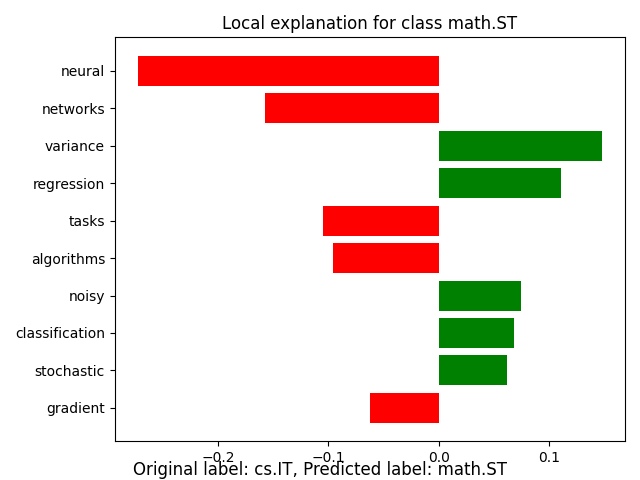 Local explanation for class math.ST
neural
networks
variance
regression
tasks
algorithms
noisy
classification
stochastic
gradient
−0.2 −0.1 0.0 0.1
Original label: cs.IT, Predicted label: math.ST